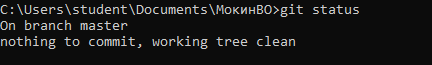 C:\Users\student\Documents\МокинВО>git status
On branch master
nothing to commit, working tree clean